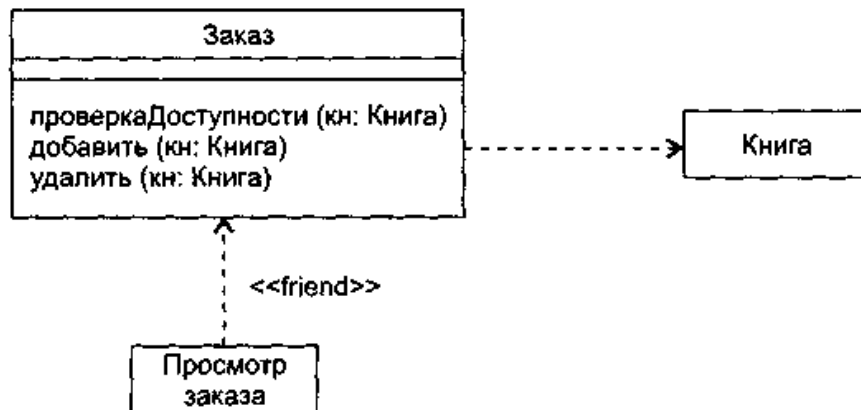 Заказ
проверкаДоступности (кн: Книга)
добавить (кн: Книга)
удалить (кн: Книга)
Книга
<<friend>>
Просмотр
заказа